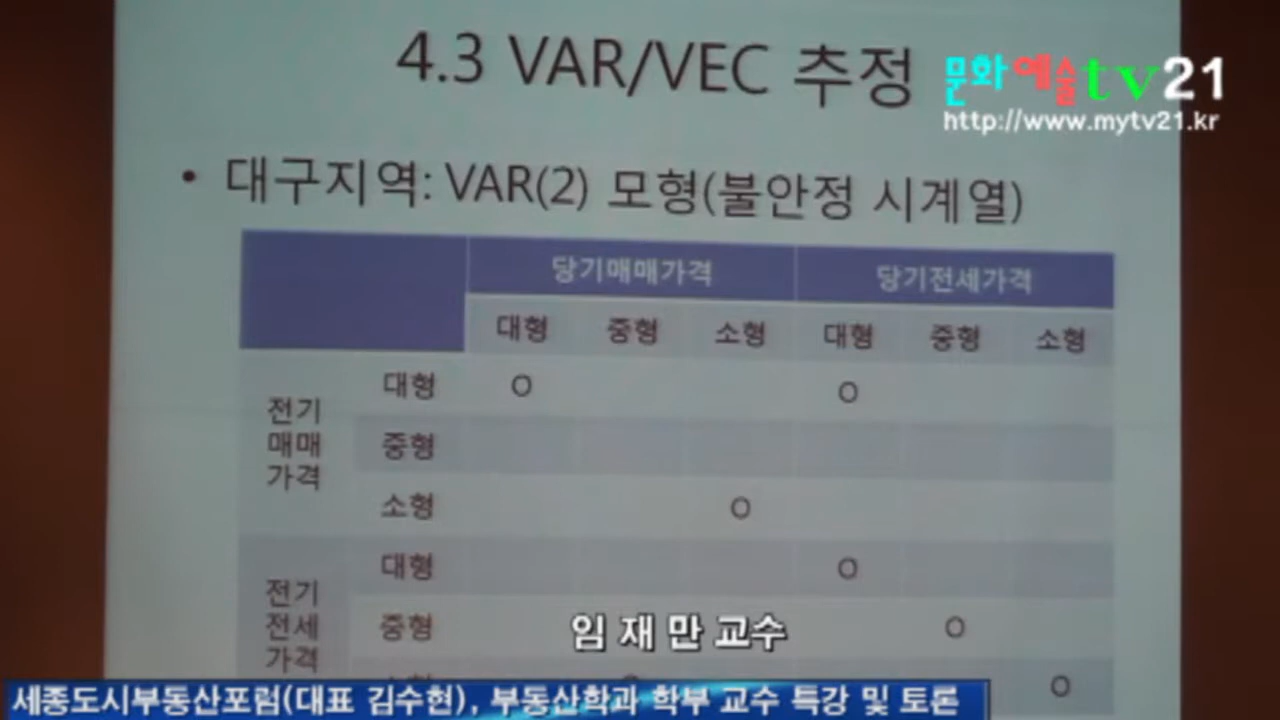 4.3 VAR/VEC 추정
문화예술tv21
http://www.mytv21.kr
• 대구지역: VAR(2) 모형(불안정 시계열)
당기매매가격 당기전세가격
대형 중형 소형 대형 중형 소형
전기
매매
가격
대형 O O
중형
소형 O
전기
전세
가격
대형 O
중형 O
O
임 재 만 교수
세종도시부동산포럼(대표 김수현), 부동산학과 학부 교수 특강 및 토론